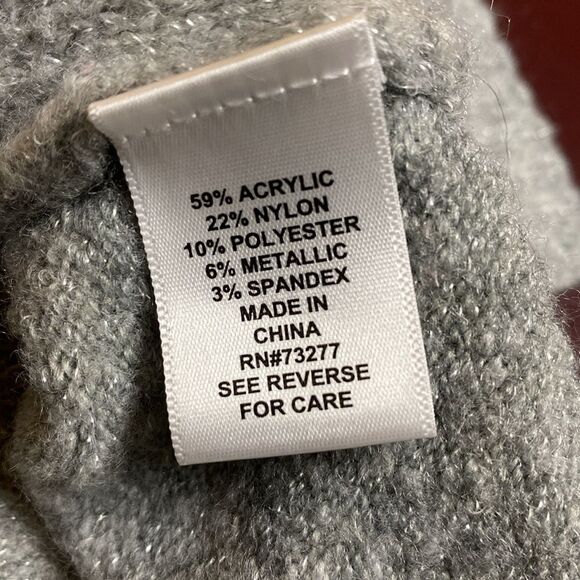 59% ACRYLIC
22% NYLON
10% POLYESTER
6% METALLIC
3% SPANDEX
MADE IN
CHINA
RN#73277
SEE REVERSE
FOR CARE